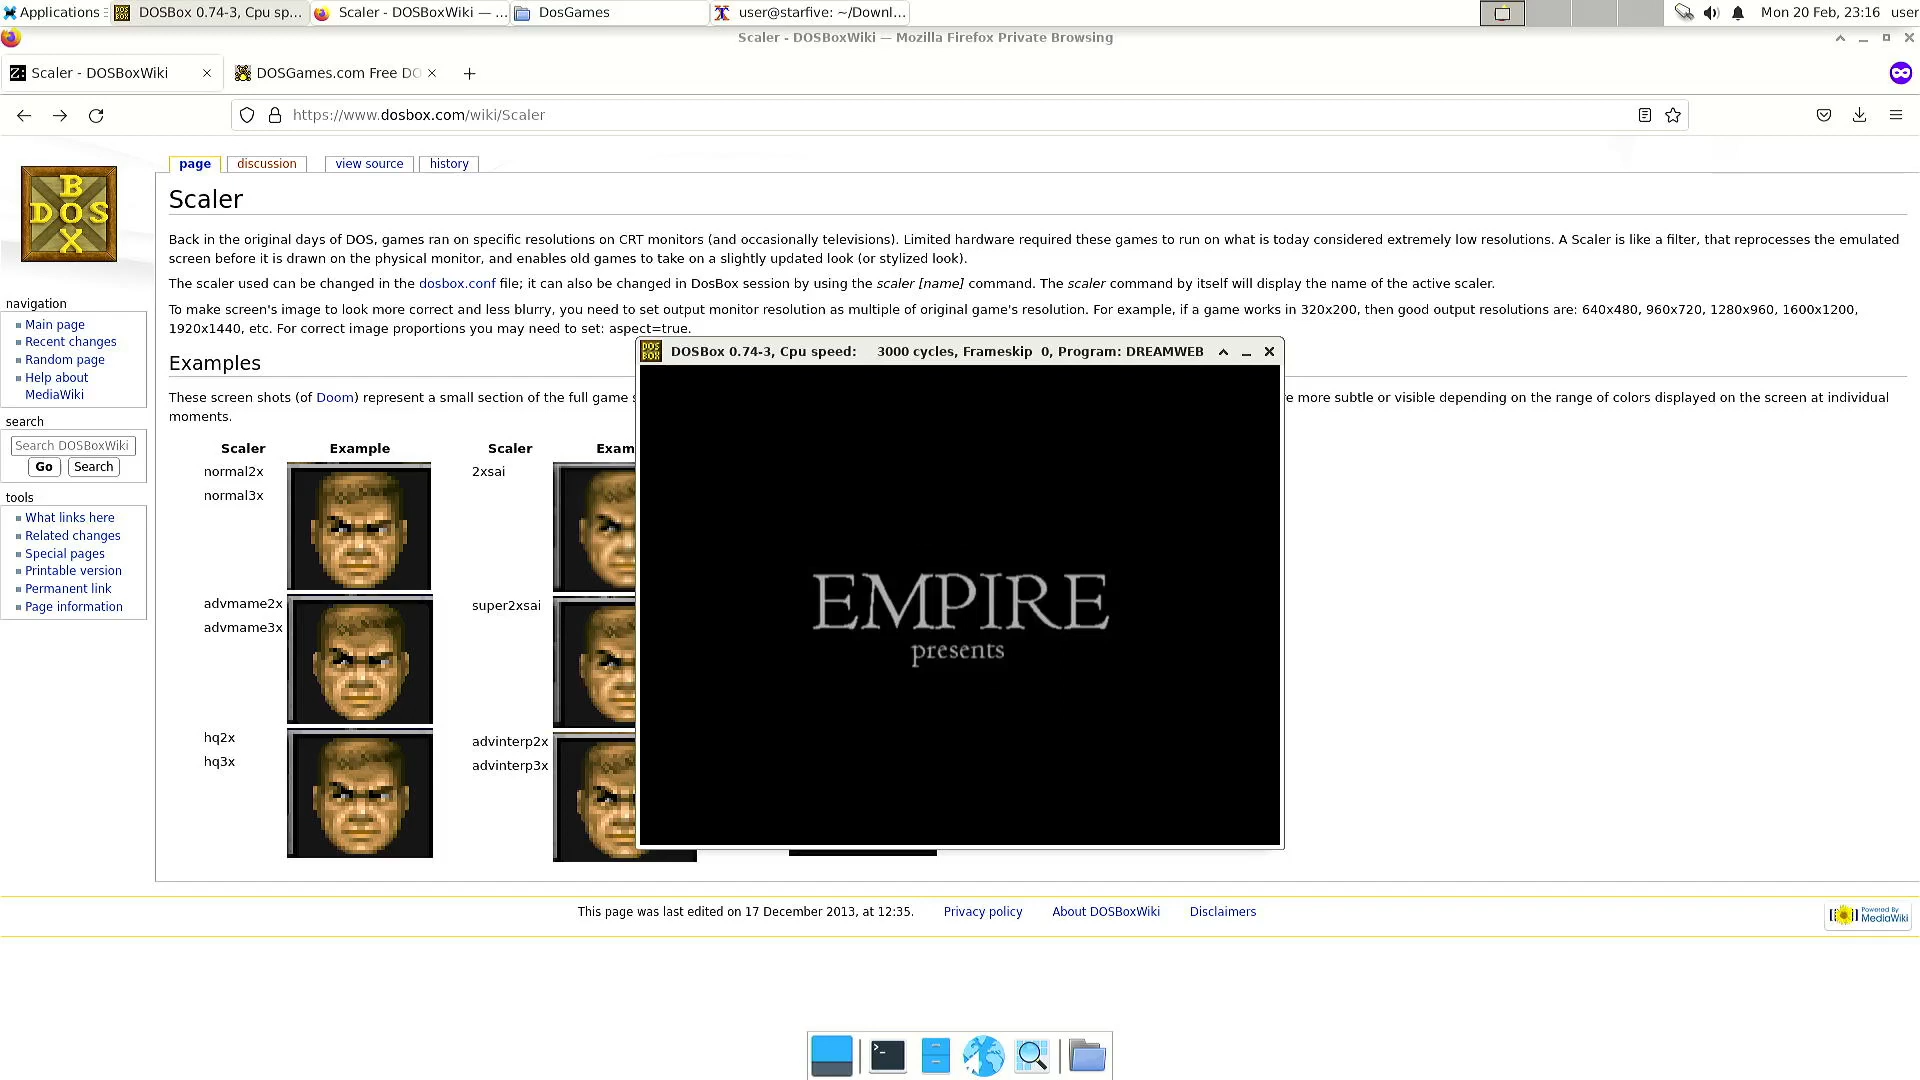 Applications
DOSBox 0.74-3, Cpu sp...
Scaler - DOSBoxWiki — ...
DosGames
user@starfive: ~/Downl...
Mon 20 Feb, 23:16
user
Scaler - DOSBoxWiki — Mozilla Firefox Private Browsing
Scaler - DOSBoxWiki
DOSGames.com Free DO
https://www.dosbox.com/wiki/Scaler
BOX
DOS
page
discussion
view source
history
Scaler
Back in the original days of DOS, games ran on specific resolutions on CRT monitors (and occasionally televisions). Limited hardware required these games to run on what is today considered extremely low resolutions. A Scaler is like a filter, that reprocesses the emulated
screen before it is drawn on the physical monitor, and enables old games to take on a slightly updated look (or stylized look).
The scaler used can be changed in the dosbox.conf file; it can also be changed in DosBox session by using the scaler [name] command. The scaler command by itself will display the name of the active scaler.
To make screen's image to look more correct and less blurry, you need to set output monitor resolution as multiple of original game's resolution. For example, if a game works in 320x200, then good output resolutions are: 640x480, 960x720, 1280x960, 1600x1200,
1920x1440, etc. For correct image proportions you may need to set: aspect=true.
Examples
These screen shots (of Doom) represent a small section of the full game s
e more subtle or visible depending on the range of colors displayed on the screen at individual
moments.
Scaler Example Scaler Exam
normal2x
normal3x
2xsai
advmame2x
advmame3x
super2xsai
hq2x
hq3x
advinterp2x
advinterp3x
navigation
Main page
Recent changes
Random page
Help about
MediaWiki
search
Search DOSBoxWiki
Go Search
tools
What links here
Related changes
Special pages
Printable version
Permanent link
Page information
DOS
BOX
DOSBox 0.74-3, Cpu speed: 3000 cycles, Frameskip 0, Program: DREAMWEB
EMPIRE
presents
This page was last edited on 17 December 2013, at 12:35.
Privacy policy
About DOSBoxWiki
Disclaimers
Powered By
MediaWiki